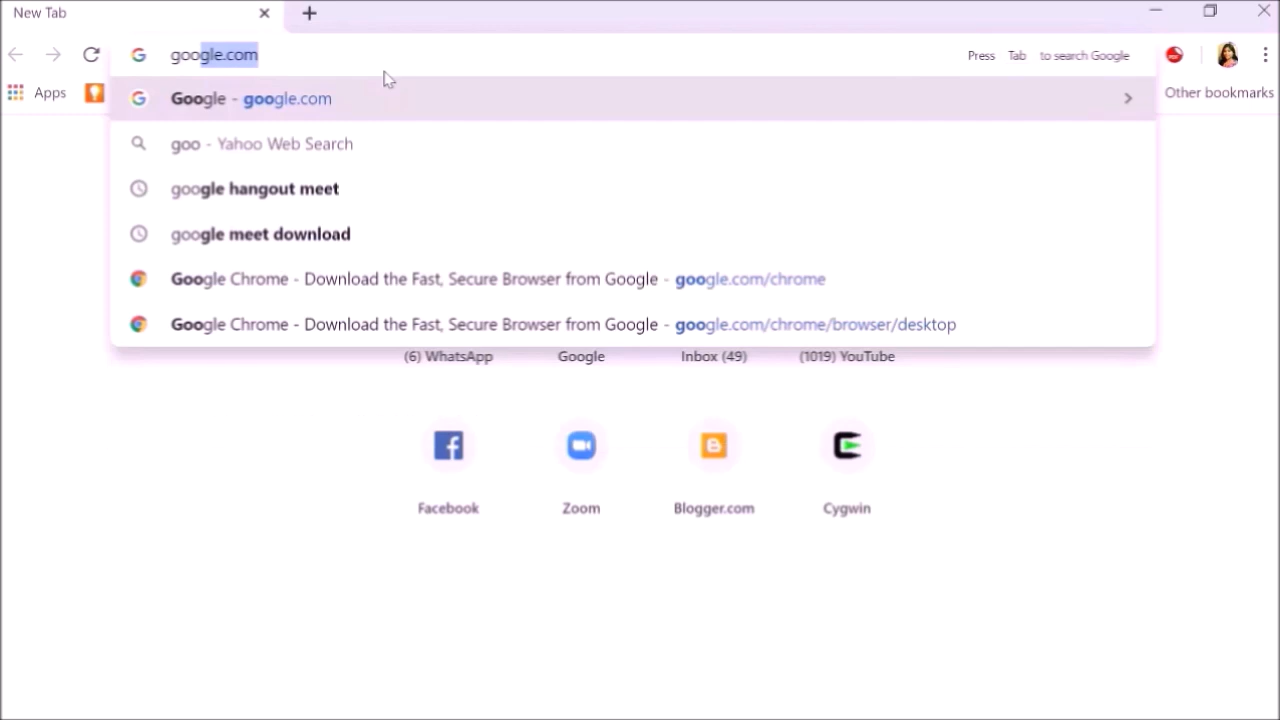 New Tab
google.com
Press Tab to search Google
Apps
Other bookmarks
Google - google.com
goo - Yahoo Web Search
google hangout meet
google meet download
Google Chrome - Download the Fast, Secure Browser from Google - google.com/chrome
Google Chrome - Download the Fast, Secure Browser from Google - google.com/chrome/browser/desktop
(6) WhatsApp
Google
Inbox (49)
(1019) YouTube
Facebook
Zoom
Blogger.com
Cygwin